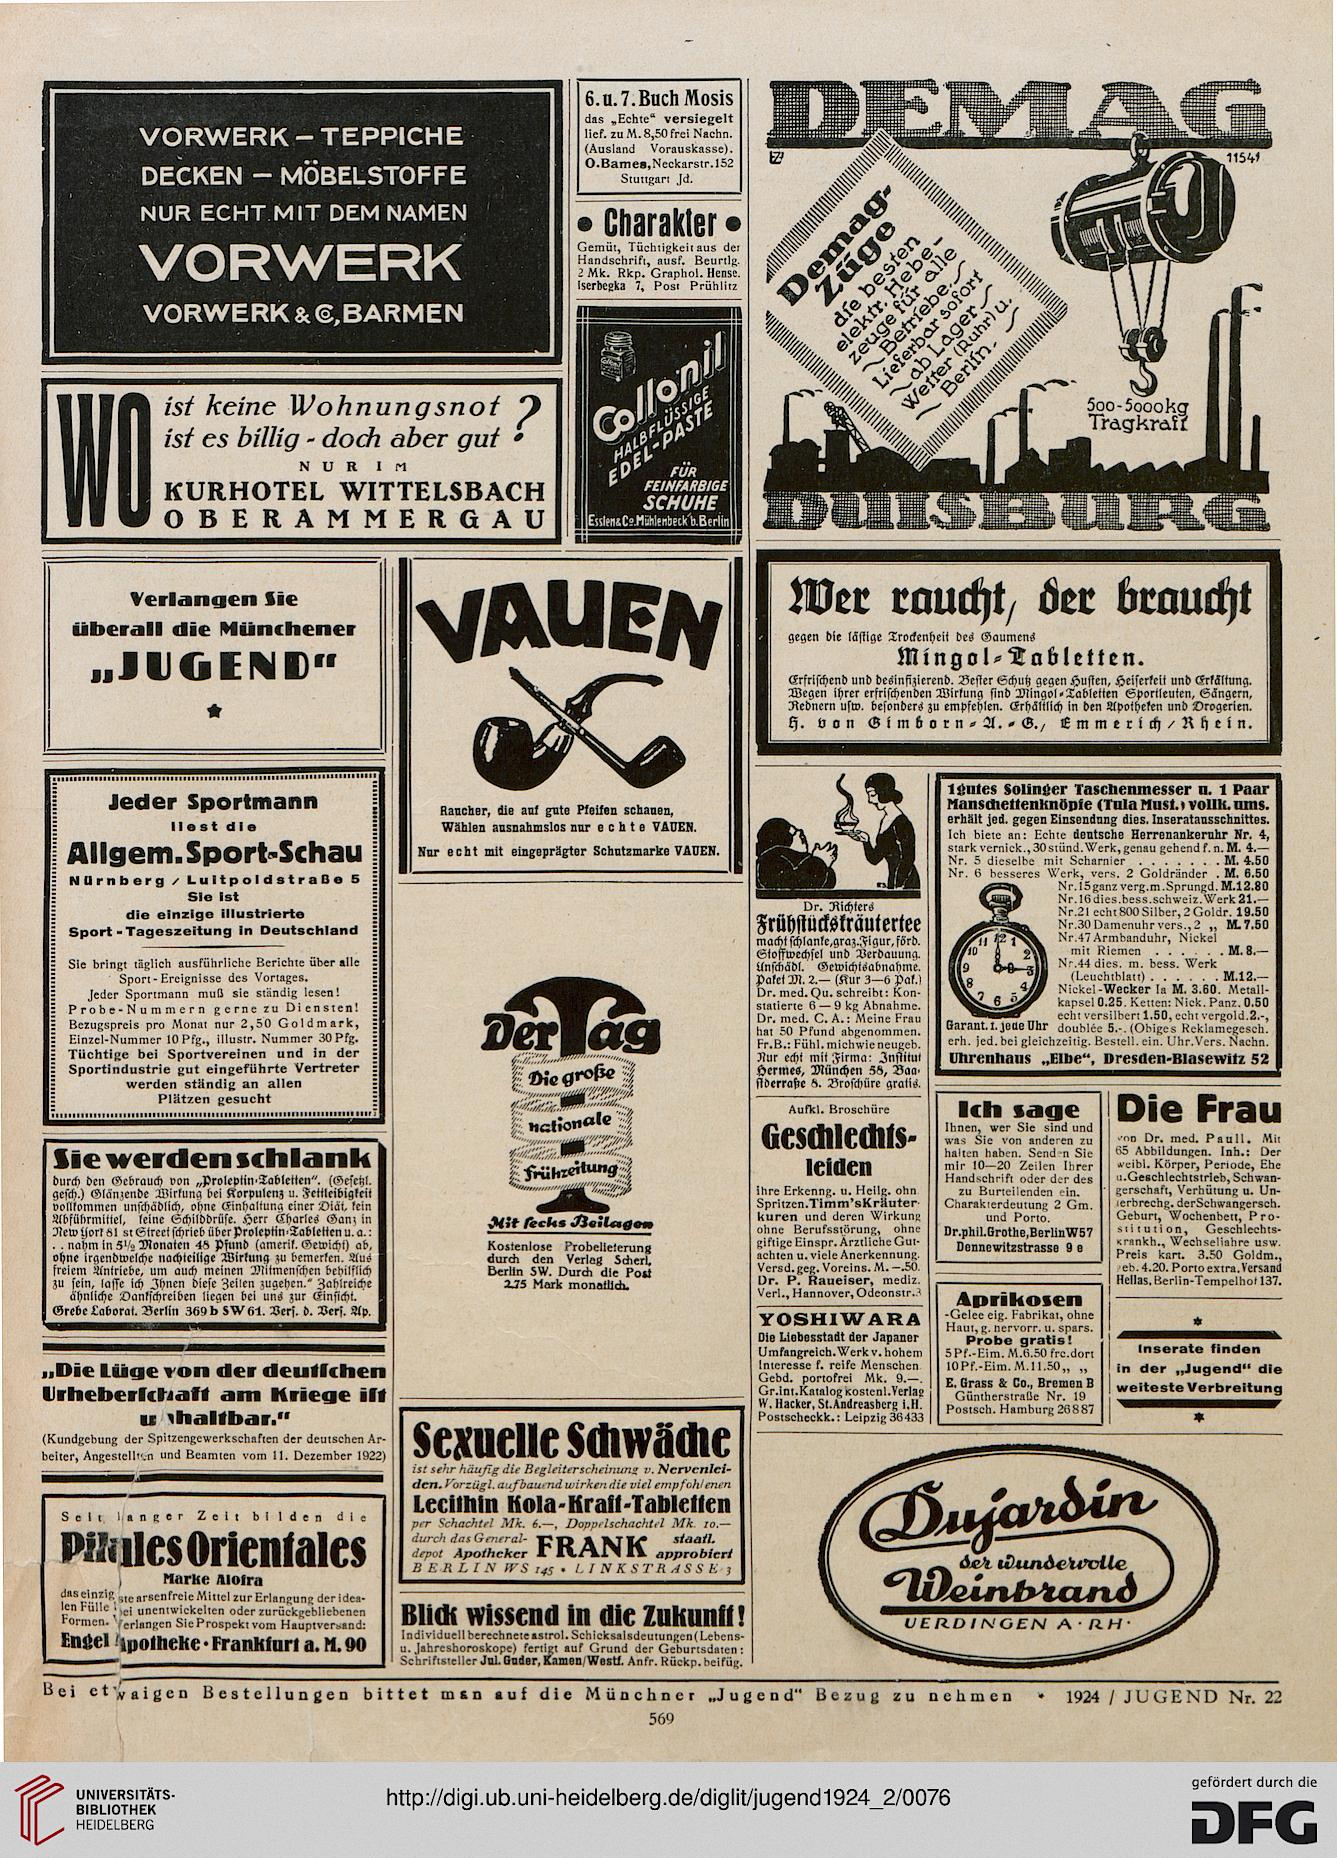 VORWERK – TEPPICHE
DECKEN – MÖBELSTOFFE
NUR ECHT MIT DEM NAMEN
VORWERK
VORWERK & C̲o̲, BARMEN
WO ist keine Wohnungsnot ?
ist es billig - doch aber gut
NUR IM
KURHOTEL WITTELSBACH
OBERAMMERGAU
6. u. 7. Buch Mosis
das „Echte“ versiegelt
lief. zu M. 8,50 frei Nachn.
(Ausland Vorauskasse).
O. Bames, Neckarstr. 152
Stuttgart Jd.
• Charakter •
Gemüt, Tüchtigkeit aus der
Handschrift, ausf. Beurtlg.
2 Mk. Rkp. Graphol. Hense.
Iserbegka 7, Post Prühlitz
Collonil
HALBFLÜSSIGE
EDEL-PASTE
FÜR
FEINFARBIGE
SCHUHE
Esslen & Co. Mühlenbeck b. Berlin
DEMAG
11541
Demag-
Züge
die besten
elektr. Hebe-
zeuge für alle
Betriebe.
Lieferbar sofort
ab Lager
Wetter (Ruhr) u.
Berlin.
500-5000kg
Tragkraft
DUISBURG
Verlangen Sie
überall die Münchener
„JUGEND“
VAUEN
Raucher, die auf gute Pfeifen schauen,
Wählen ausnahmslos nur echte VAUEN.
Nur echt mit eingeprägter Schutzmarke VAUEN.
Wer raucht, der braucht
gegen die lästige Trockenheit des Gaumens
Mingol-Tabletten.
Erfrischend und desinfizierend. Bester Schutz gegen Husten, Heiserkeit und Erkältung.
Wegen ihrer erfrischenden Wirkung sind Mingol-Tabletten Sportleuten, Sängern,
Rednern usw. besonders zu empfehlen. Erhältlich in den Apotheken und Drogerien.
H. von Gimborn-A.-G., Emmerich / Rhein.
Jeder Sportmann
liest die
Allgem. Sport-Schau
Nürnberg / Luitpoldstraße 5
Sie ist
die einzige illustrierte
Sport-Tageszeitung in Deutschland
Sie bringt täglich ausführliche Berichte über alle
Sport-Ereignisse des Vortages.
Jeder Sportmann muß sie ständig lesen!
Probe-Nummern gerne zu Diensten!
Bezugspreis pro Monat nur 2,50 Goldmark,
Einzel-Nummer 10 Pfg., illustr. Nummer 30 Pfg.
Tüchtige bei Sportvereinen und in der
Sportindustrie gut eingeführte Vertreter
werden ständig an allen
Plätzen gesucht
Sie werden schlank
durch den Gebrauch von „Proleptin-Tabletten“. (Gesetzl.
gesch.) Glänzende Wirkung bei Korpulenz u. Fettleibigkeit
vollkommen unschädlich, ohne Einhaltung einer Diät, kein
Abführmittel, keine Schilddrüse. Herr Charles Ganz in
New York 81 st Street schrieb über Proleptin-Tabletten u. a.:
. . nahm in 5½ Monaten 48 Pfund (amerik. Gewicht) ab,
ohne irgendwelche nachteilige Wirkung zu bemerken. Aus
freiem Antriebe, um auch meinen Mitmenschen behilflich
zu sein, lasse ich Ihnen diese Zeilen zugehen.“ Zahlreiche
ähnliche Dankschreiben liegen bei uns zur Einsicht.
Grebe Laborat. Berlin 369 b SW 61. Vers. d. Vers. Ap.
„Die Lüge von der deutschen
Urheberschaft am Kriege ist
u haltbar.“
(Kundgebung der Spitzengewerkschaften der deutschen Ar-
beiter, Angestellten und Beamten vom 11. Dezember 1922)
Seit langer Zeit bilden die
Pilules Orientales
Marke Alofra
das einzigste arsenfreie Mittel zur Erlangung der idea-
len Fülle bei unentwickelten oder zurückgebliebenen
Formen. Verlangen Sie Prospekt vom Hauptversand:
Engel Apotheke · Frankfurt a. M. 90
Der Tag
Die große
nationale
Frühzeitung
Mit sechs Beilagen
Kostenlose Probelieferung
durch den Verlag Scherl,
Berlin SW. Durch die Post
2.75 Mark monatlich.
Sexuelle Schwäche
ist sehr häufig die Begleiterscheinung v. Nervenlei-
den. Vorzügl. aufbauend wirken die viel empfohlenen
Lecithin Kola-Kraft-Tabletten
per Schachtel Mk. 6.—, Doppelschachtel Mk. 10.—
durch das General- FRANK staatl.
depot Apotheker approbiert
BERLIN WS 145 • LINKSTRASSE 3
Blick wissend in die Zukunft!
Individuell berechnete astrol. Schicksalsdeutungen (Lebens-
u. Jahreshoroskope) fertigt auf Grund der Geburtsdaten:
Schriftsteller Jul. Guder, Kamen/Westf. Anfr. Rückp. beifüg.
Dr. Richters
Frühstückskräutertee
macht schlanke, graz. Figur, förd.
Stoffwechsel und Verdauung.
Unschädl. Gewichtsabnahme.
Paket M. 2.— (Kur 3—6 Pak.)
Dr. med. Qu. schreibt: Kon-
statierte 6—9 kg Abnahme.
Dr. med. C. A.: Meine Frau
hat 50 Pfund abgenommen.
Fr. B.: Fühl. mich wie neugeb.
Nur echt mit Firma: Institut
Hermes, München 58, Baa-
derstraße 8. Broschüre gratis.
1 gutes Solinger Taschenmesser u. 1 Paar
Manschettenknöpfe (Tula Must.) vollk. ums.
erhält jed. gegen Einsendung dies. Inseratausschnittes.
Ich biete an: Echte deutsche Herrenankeruhr Nr. 4,
stark vernick., 30 stünd. Werk, genau gehend f. n. M. 4.—
Nr. 5 dieselbe mit Scharnier . . . . . . . M. 4.50
Nr. 6 besseres Werk, vers. 2 Goldränder . M. 6.50
Nr. 15 ganz verg. m. Sprungd. M. 12.80
Nr. 16 dies. bess. schweiz. Werk 21.—
Nr. 21 echt 800 Silber, 2 Goldr. 19.50
Nr. 30 Damenuhr vers., 2 „ M. 7.50
Nr. 47 Armbanduhr, Nickel
mit Riemen . . . . . . M. 8.—
Nr. 44 dies. m. bess. Werk
(Leuchtblatt) . . . . . . M. 12.—
Nickel-Wecker Ia M. 3.60. Metall-
kapsel 0.25. Ketten: Nick. Panz. 0.50
echt versilbert 1.50, echt vergold. 2.-,
Garant. f. jede Uhr doublée 5.-. (Obiges Reklamegesch.
erh. jed. bei gleichzeitig. Bestell. ein. Uhr. Vers. Nachn.
Uhrenhaus „Elbe“, Dresden-Blasewitz 52
Aufkl. Broschüre
Geschlechts-
leiden
ihre Erkenng. u. Heilg. ohn
Spritzen. Timm's Kräuter-
kuren und deren Wirkung
ohne Berufsstörung, ohne
giftige Einspr. Ärztliche Gut-
achten u. viele Anerkennung.
Versd. geg. Voreins. M. —.50.
Dr. P. Raueiser, mediz.
Verl., Hannover, Odeonstr. 3
YOSHIWARA
Die Liebesstadt der Japaner
Umfangreich. Werk v. hohem
Interesse f. reife Menschen
Gebd. portofrei Mk. 9.—.
Gr. int. Katalog kostenl. Verlag
W. Hacker, St. Andreasberg i. H.
Postscheckk.: Leipzig 36433
Ich sage
Ihnen, wer Sie sind und
was Sie von anderen zu
halten haben. Senden Sie
mir 10—20 Zeilen Ihrer
Handschrift oder der des
zu Burteilenden ein.
Charakterdeutung 2 Gm.
und Porto.
Dr. phil. Grothe, Berlin W57
Dennewitzstrasse 9 e
Aprikosen
-Gelee eig. Fabrikat, ohne
Haut, g. hervorr. u. spars.
Probe gratis!
5 Pf.-Eim. M. 6.50 frc. dort
10 Pf.-Eim. M. 11.50 „ „
E. Grass & Co., Bremen B
Güntherstraße Nr. 19
Postsch. Hamburg 26887
Die Frau
von Dr. med. Paull. Mit
65 Abbildungen. Inh.: Der
weibl. Körper, Periode, Ehe
u. Geschlechtstrieb, Schwan-
gerschaft, Verhütung u. Un-
terbrechg. der Schwangersch.
Geburt, Wochenbett, Pro-
stitution, Geschlechts-
krankh., Wechseljahre usw.
Preis kart. 3.50 Goldm.,
geb. 4.20. Porto extra. Versand
Hellas, Berlin-Tempelhof 137.
Inserate finden
in der „Jugend“ die
weiteste Verbreitung
Dujardin
der wundervolle
Weinbrand
UERDINGEN A·RH·
Bei etwaigen Bestellungen bittet man auf die Münchner „Jugend“ Bezug zu nehmen • 1924 / JUGEND Nr. 22
569
UNIVERSITÄTS-
BIBLIOTHEK
HEIDELBERG
http://digi.ub.uni-heidelberg.de/diglit/jugend1924_2/0076
gefördert durch die
DFG